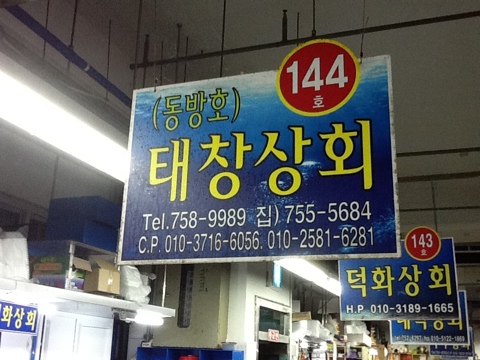 144
호
(동방호)
태창상회
Tel.758-9989 집) 755-5684
C.P. 010-3716-6056. 010-2581-6281
143
호
덕화상회
H.P 010-3189-1665
화상회